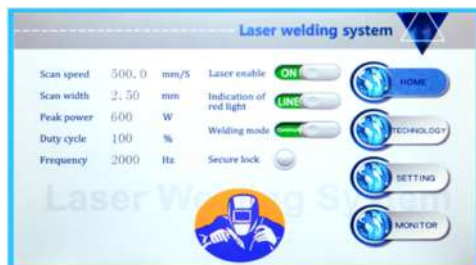 Laser welding system
Scan speed 500.0 mm/S
Scan width 2.50 mm
Peak power 600 W
Duty cycle 100 %
Frequency 2000 Hz
Laser enable ON
Indication of
red light LINE
Welding mode Continuous
Secure lock
HOME
TECHNOLOGY
SETTING
MONITOR
Laser Welding System